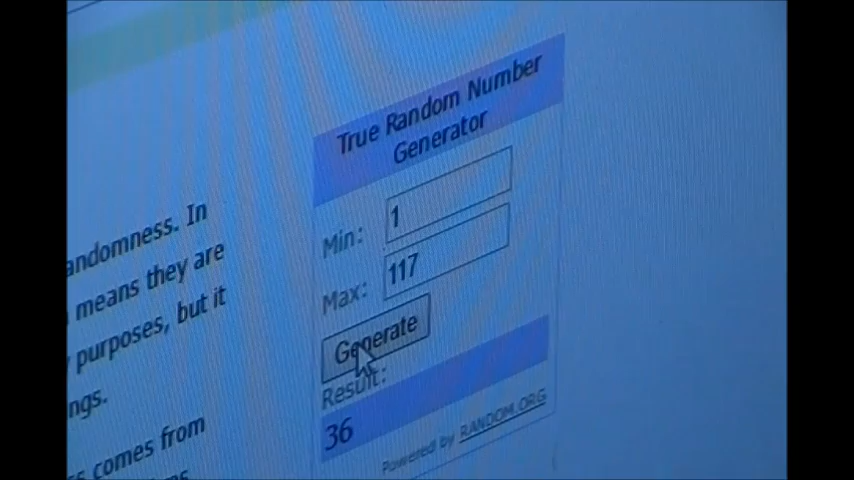 andomness. In
means they are
purposes, but it
ngs.
comes from
True Random Number
Generator
Min: 1
Max: 117
Generate
Result:
36
Powered by RANDOM.ORG